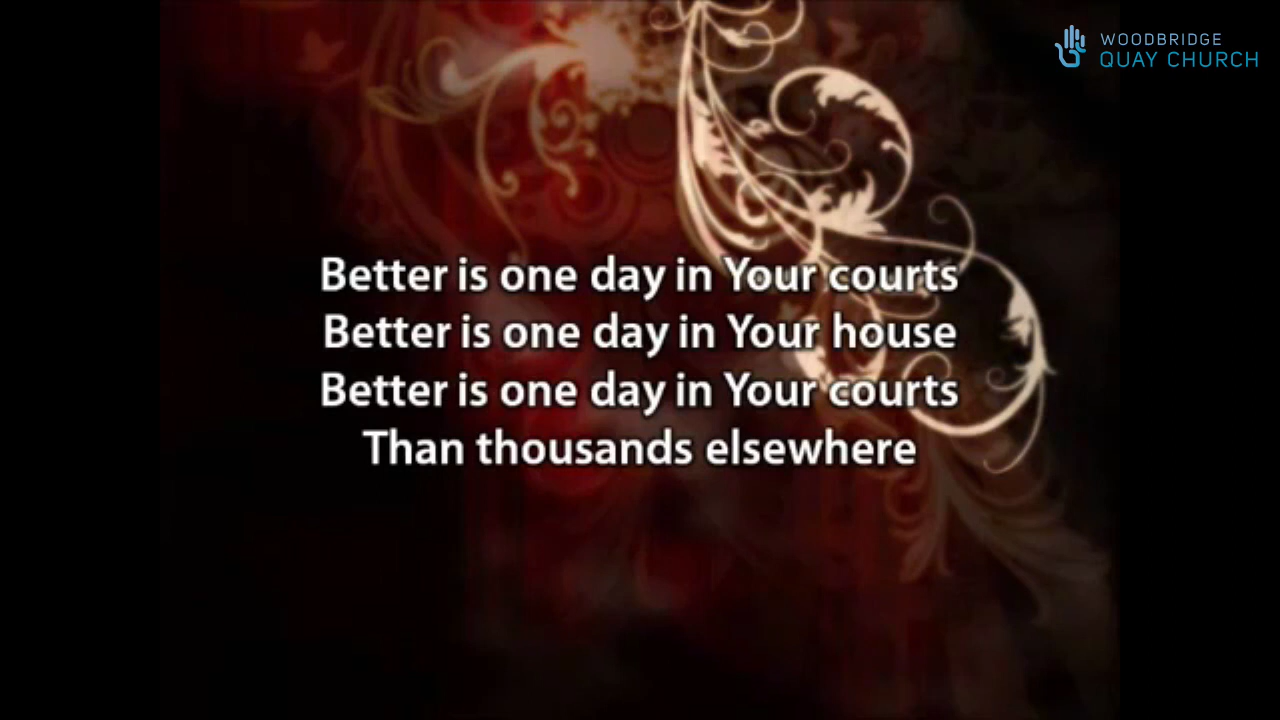 WOODBRIDGE
QUAY CHURCH
Better is one day in Your courts
Better is one day in Your house
Better is one day in Your courts
Than thousands elsewhere